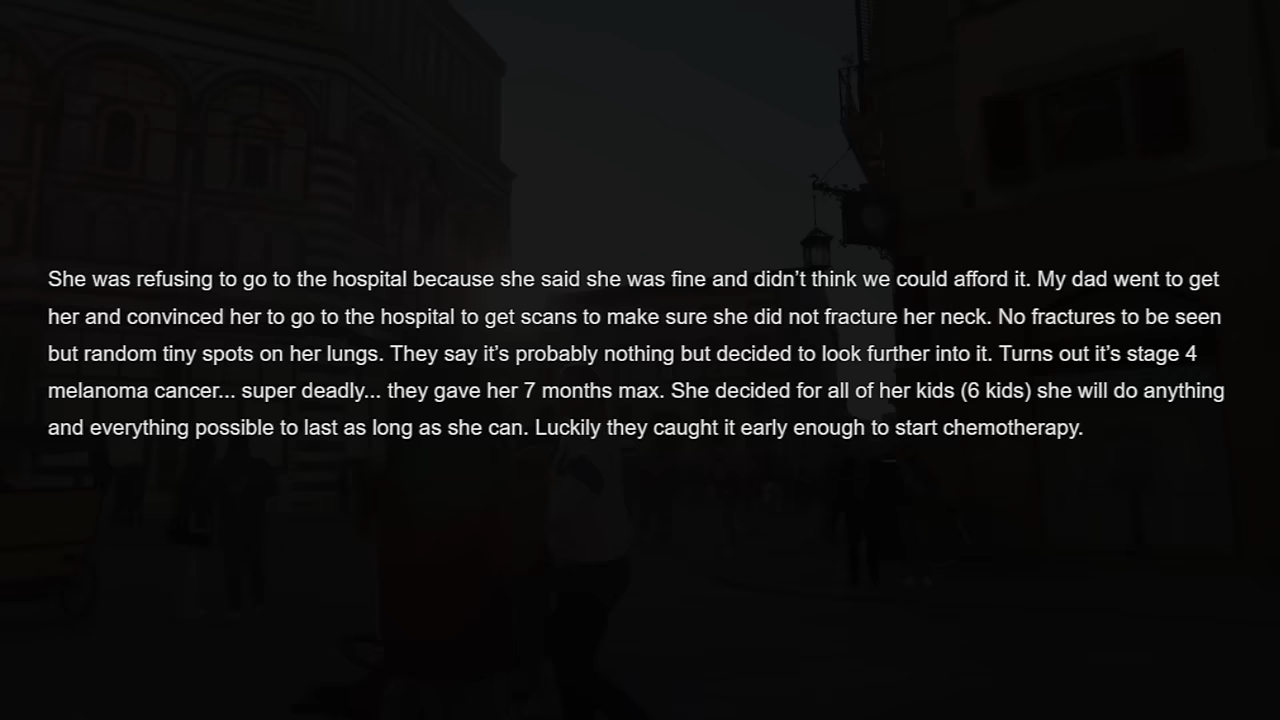 She was refusing to go to the hospital because she said she was fine and didn’t think we could afford it. My dad went to get
her and convinced her to go to the hospital to get scans to make sure she did not fracture her neck. No fractures to be seen
but random tiny spots on her lungs. They say it’s probably nothing but decided to look further into it. Turns out it’s stage 4
melanoma cancer... super deadly... they gave her 7 months max. She decided for all of her kids (6 kids) she will do anything
and everything possible to last as long as she can. Luckily they caught it early enough to start chemotherapy.